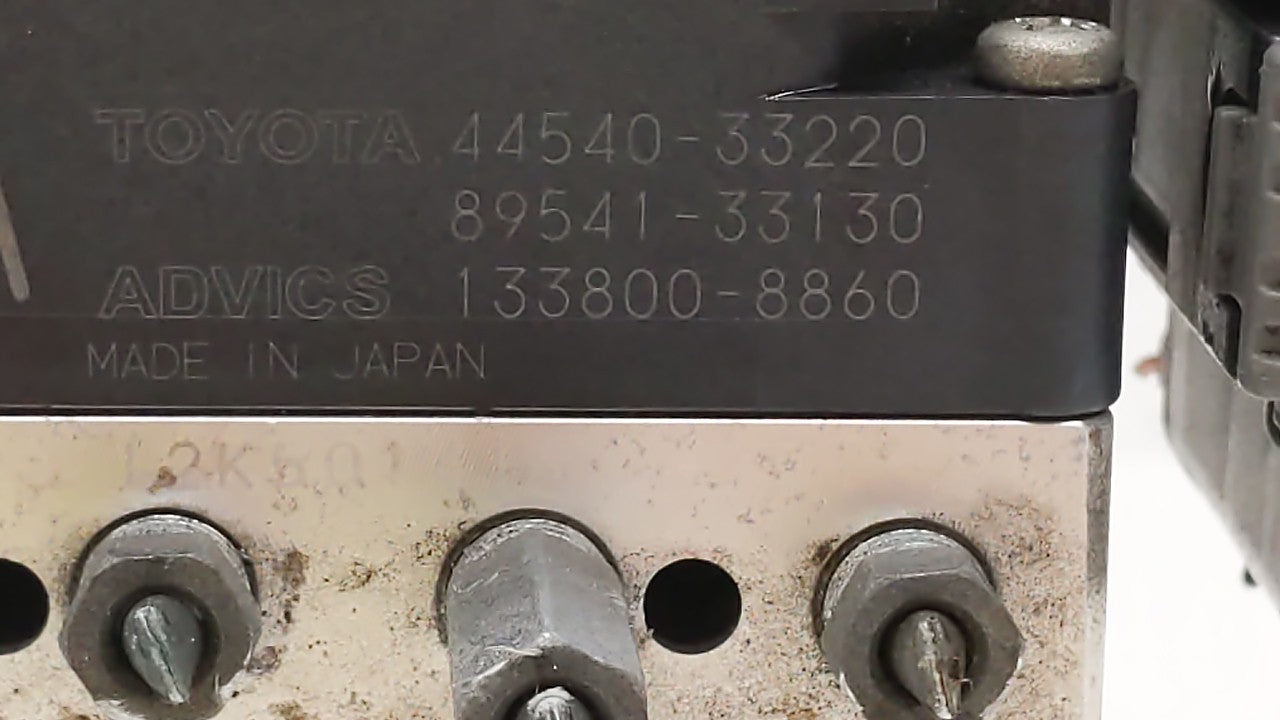 TOYOTA 44540-33220
89541-33130
ADVICS 133800-8860
MADE IN JAPAN